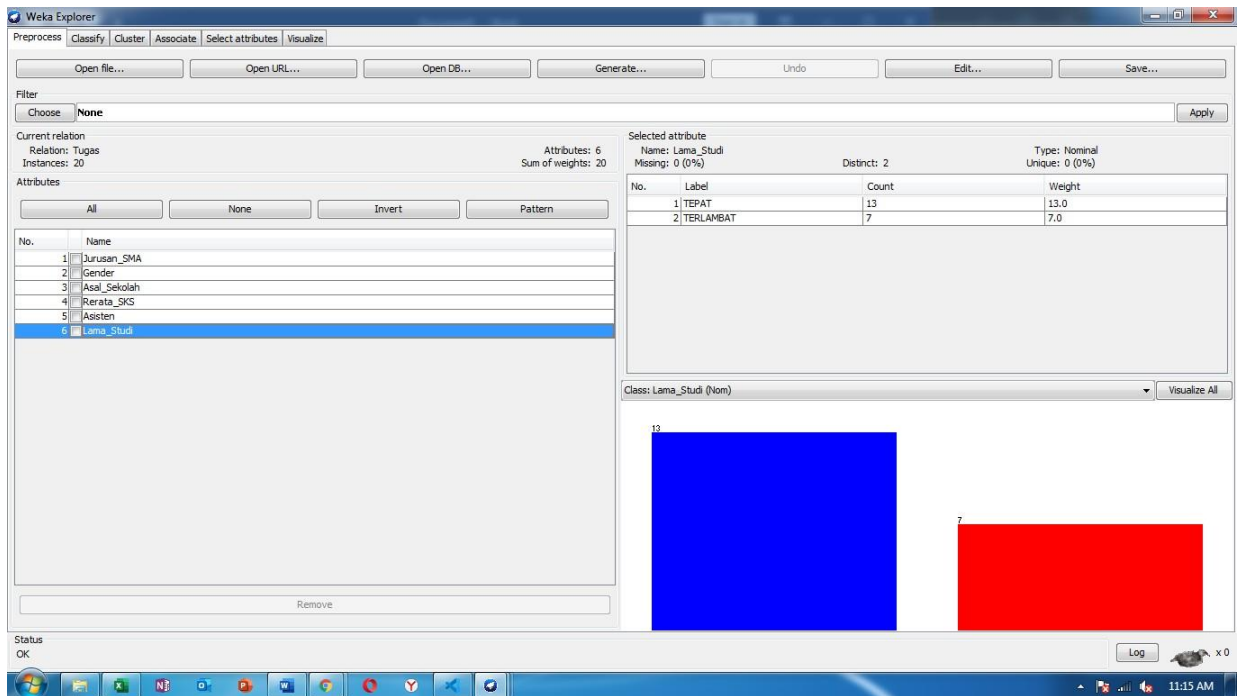 Weka Explorer
Preprocess Classify Cluster Associate Select attributes Visualize
Open file... Open URL... Open DB... Generate... Undo Edit... Save...
Filter
Choose None Apply
Current relation
Relation: Tugas Attributes: 6
Instances: 20 Sum of weights: 20
Attributes
All None Invert Pattern
No. Name
1 Jurusan_SMA
2 Gender
3 Asal_Sekolah
4 Rerata_SKS
5 Asisten
6 Lama_Studi
Remove
Selected attribute
Name: Lama_Studi Type: Nominal
Missing: 0 (0%) Distinct: 2 Unique: 0 (0%)
No. Label Count Weight
1 TEPAT 13 13.0
2 TERLAMBAT 7 7.0
Class: Lama_Studi (Nom) Visualize All
13
7
Status
OK
Log x 0
11:15 AM